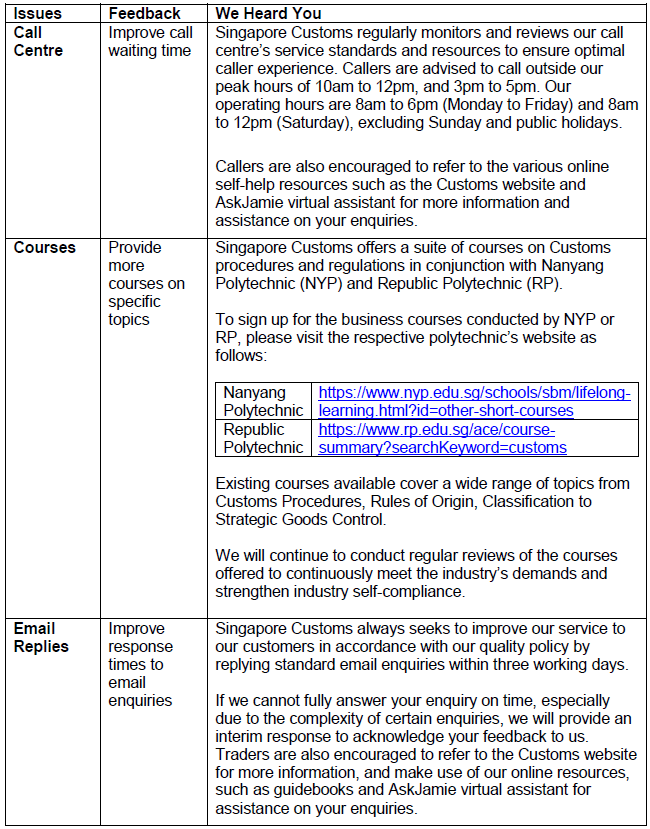 Issues Feedback We Heard You
Call Centre
Improve call waiting time
Singapore Customs regularly monitors and reviews our call
centre's service standards and resources to ensure optimal
caller experience. Callers are advised to call outside our
peak hours of 10am to 12pm, and 3pm to 5pm. Our
operating hours are 8am to 6pm (Monday to Friday) and 8am
to 12pm (Saturday), excluding Sunday and public holidays.
Callers are also encouraged to refer to the various online
self-help resources such as the Customs website and
AskJamie virtual assistant for more information and
assistance on your enquiries.
Courses
Provide
more
courses on
specific
topics
Singapore Customs offers a suite of courses on Customs
procedures and regulations in conjunction with Nanyang
Polytechnic (NYP) and Republic Polytechnic (RP).
To sign up for the business courses conducted by NYP or
RP, please visit the respective polytechnic's website as
follows:
Nanyang
Polytechnic
https://www.nyp.edu.sg/schools/sbm/lifelong-
learning.html?id=other-short-courses
Republic
Polytechnic
https://www.rp.edu.sg/ace/course-
summary?searchKeyword=customs
Existing courses available cover a wide range of topics from
Customs Procedures, Rules of Origin, Classification to
Strategic Goods Control.
We will continue to conduct regular reviews of the courses
offered to continuously meet the industry's demands and
strengthen industry self-compliance.
Email
Replies
Improve
response
times to
email
enquiries
Singapore Customs always seeks to improve our service to
our customers in accordance with our quality policy by
replying standard email enquiries within three working days.
If we cannot fully answer your enquiry on time, especially
due to the complexity of certain enquiries, we will provide an
interim response to acknowledge your feedback to us.
Traders are also encouraged to refer to the Customs website
for more information, and make use of our online resources,
such as guidebooks and AskJamie virtual assistant for
assistance on your enquiries.